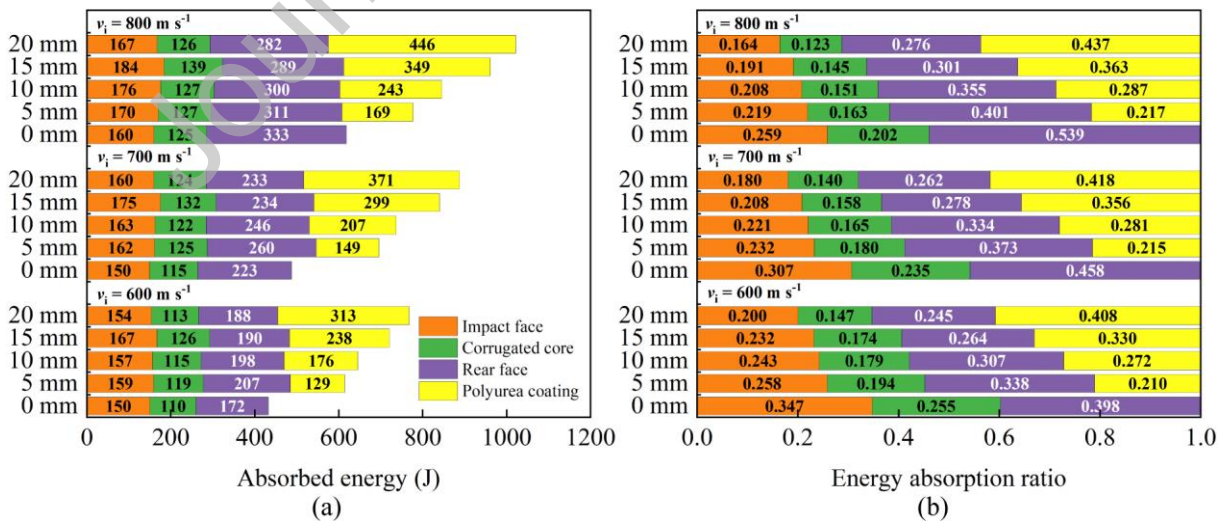 v_i = 800 m s⁻¹
20 mm 167 126 282 446
15 mm 184 139 289 349
10 mm 176 127 300 243
5 mm 170 127 311 169
0 mm 160 125 333
v_i = 700 m s⁻¹
20 mm 160 124 233 371
15 mm 175 132 234 299
10 mm 163 122 246 207
5 mm 162 125 260 149
0 mm 150 115 223
v_i = 600 m s⁻¹
20 mm 154 113 188 313
15 mm 167 126 190 238
10 mm 157 115 198 176
5 mm 159 119 207 129
0 mm 150 110 172
Impact face
Corrugated core
Rear face
Polyurea coating
0 200 400 600 800 1000 1200
Absorbed energy (J)
(a)
v_i = 800 m s⁻¹
20 mm 0.164 0.123 0.276 0.437
15 mm 0.191 0.145 0.301 0.363
10 mm 0.208 0.151 0.355 0.287
5 mm 0.219 0.163 0.401 0.217
0 mm 0.259 0.202 0.539
v_i = 700 m s⁻¹
20 mm 0.180 0.140 0.262 0.418
15 mm 0.208 0.158 0.278 0.356
10 mm 0.221 0.165 0.334 0.281
5 mm 0.232 0.180 0.373 0.215
0 mm 0.307 0.235 0.458
v_i = 600 m s⁻¹
20 mm 0.200 0.147 0.245 0.408
15 mm 0.232 0.174 0.264 0.330
10 mm 0.243 0.179 0.307 0.272
5 mm 0.258 0.194 0.338 0.210
0 mm 0.347 0.255 0.398
0.0 0.2 0.4 0.6 0.8 1.0
Energy absorption ratio
(b)